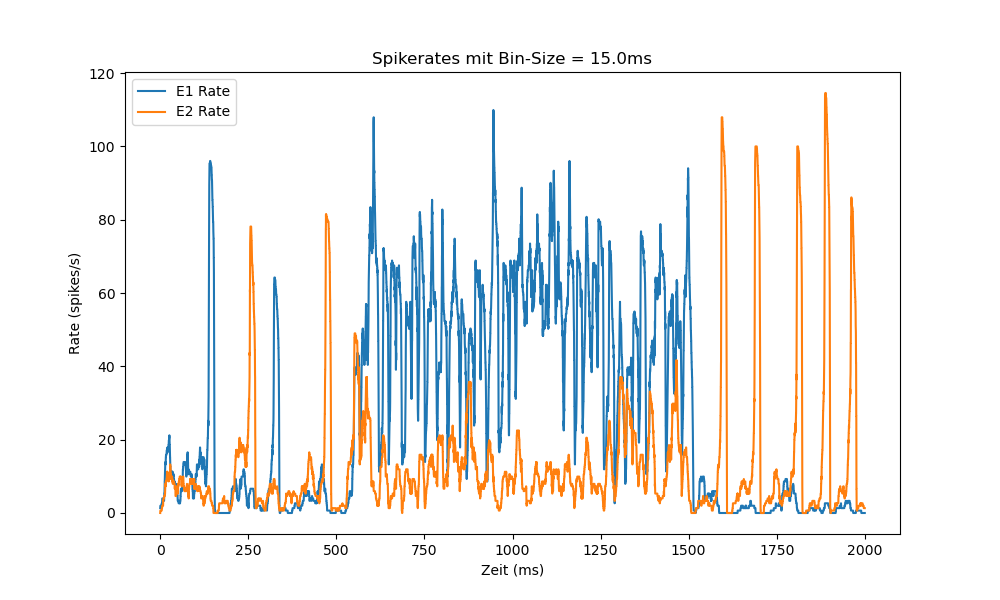 Spikerates mit Bin-Size = 15.0ms
E1 Rate
E2 Rate
120
100
80
60
40
20
0
Rate (spikes/s)
0 250 500 750 1000 1250 1500 1750 2000
Zeit (ms)